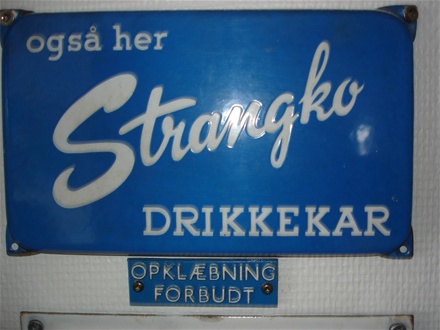 også her
Strangko
DRIKKEKAR
OPKLÆBNING
FORBUDT